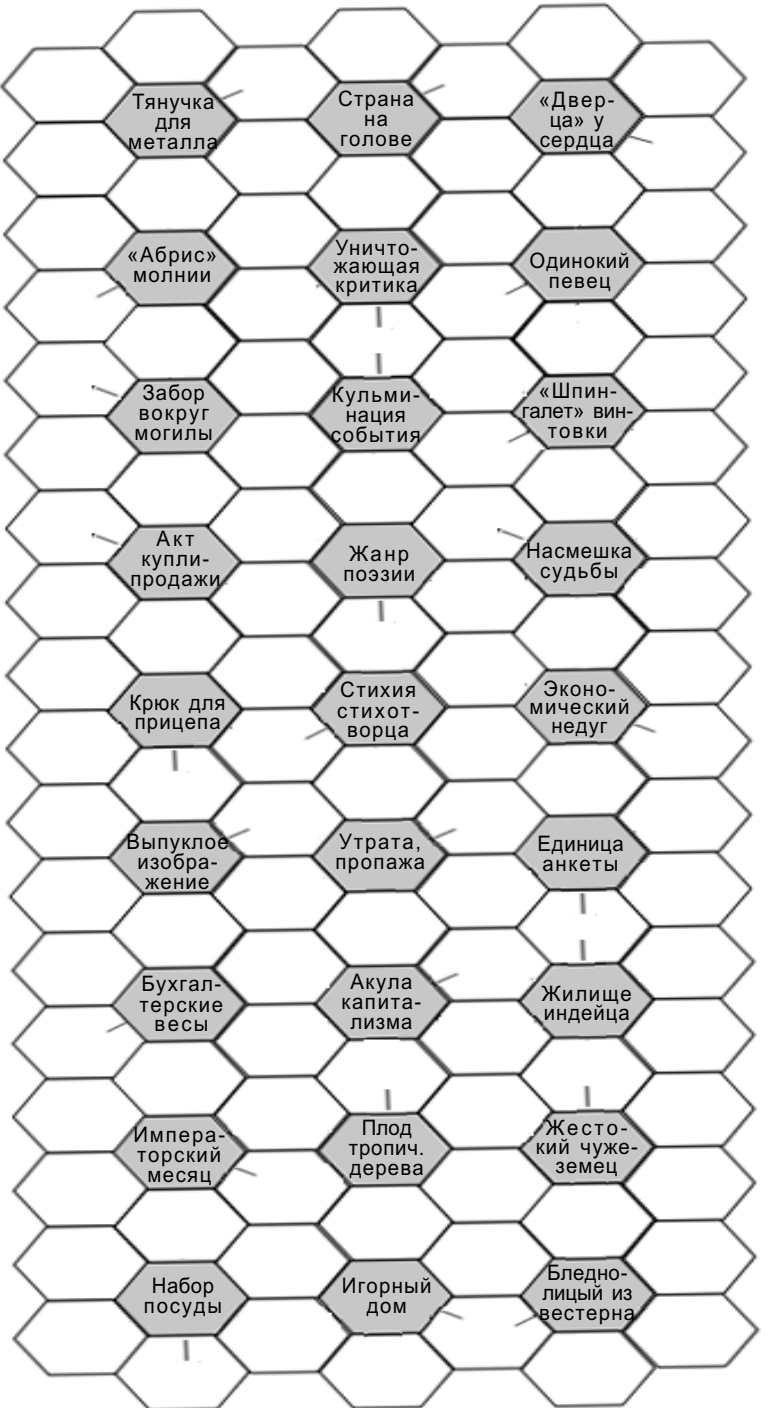 Тянучка
для
металла
Страна
на
голове
«Двер-
ца» у
сердца
«Абрис»
молнии
Уничто-
жающая
критика
Одинокий
певец
Забор
вокруг
могилы
Кульми-
нация
события
«Шпин-
галет» вин-
товки
Акт
купли-
продажи
Жанр
поэзии
Насмешка
судьбы
Крюк для
прицепа
Стихия
стихот-
ворца
Эконо-
мический
недуг
Выпуклое
изобра-
жение
Утрата,
пропажа
Единица
анкеты
Бухгал-
терские
весы
Акула
капита-
лизма
Жилище
индейца
Импера-
торский
месяц
Плод
тропич.
дерева
Жесто-
кий чуже-
земец
Набор
посуды
Игорный
дом
Бледно-
лицый из
вестерна